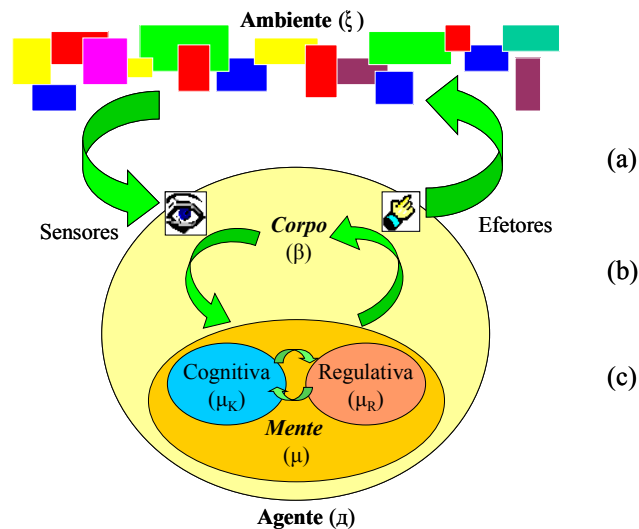 Ambiente (ξ)
(a)
Sensores
Efetores
Corpo
(β)
(b)
Cognitiva
(μK)
Regulativa
(μR)
(c)
Mente
(μ)
Agente (д)